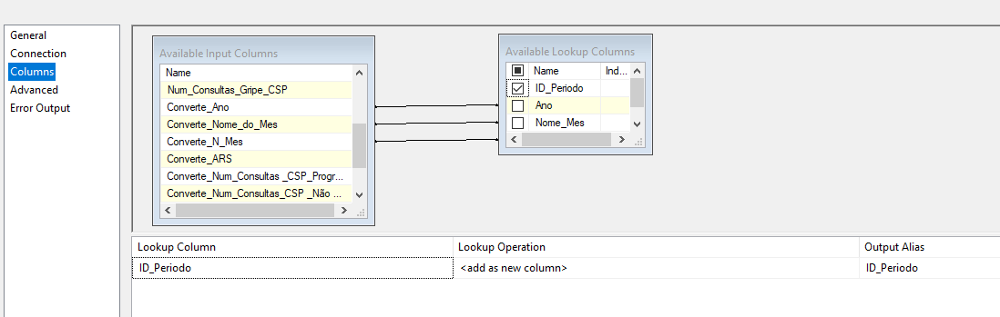 General
Connection
Columns
Advanced
Error Output
Available Input Columns
Name
Num_Consultas_Gripe_CSP
Converte_Ano
Converte_Nome_do_Mes
Converte_N_Mes
Converte_ARS
Converte_Num_Consultas _CSP_Progr...
Converte_Num_Consultas_CSP _Não ...
Available Lookup Columns
Name Ind...
ID_Periodo
Ano
Nome_Mes
Lookup Column Lookup Operation Output Alias
ID_Periodo <add as new column> ID_Periodo